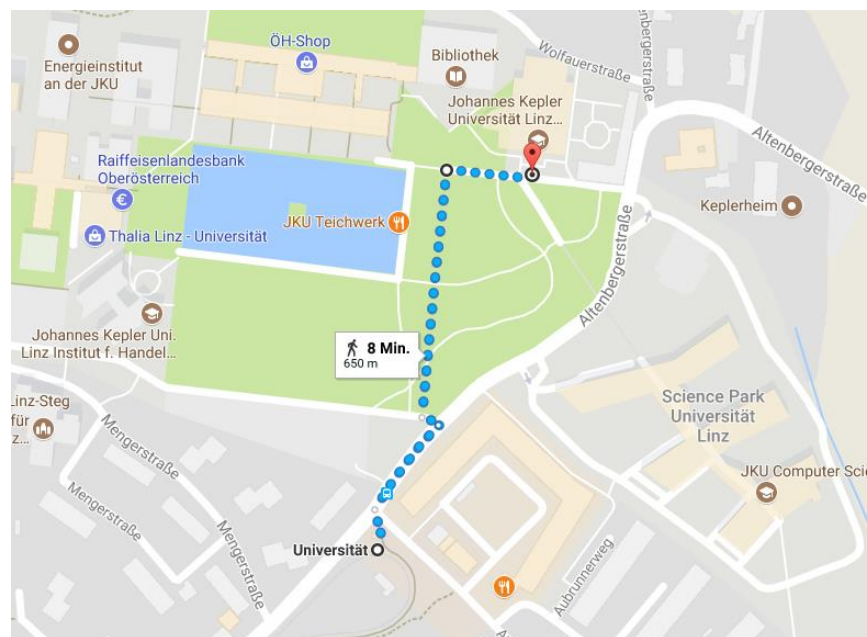 ÖH-Shop
Energieinstitut
an der JKU
Bibliothek
Wolfauerstraße
Altenbergerstraße
Johannes Kepler
Universität Linz...
Altenbergerstraße
Raiffeisenlandesbank
Oberösterreich
€
Keplerheim
JKU Teichwerk
Thalia Linz - Universität
Altenbergerstraße
Johannes Kepler Uni.
Linz Institut f. Handel...
8 Min.
650 m
Linz-Steg
für
z...
Science Park
Universität
Linz
Mengerstraße
JKU Computer Scie
Mengerstraße
Mengerstraße
Universität
Aubrunnerweg